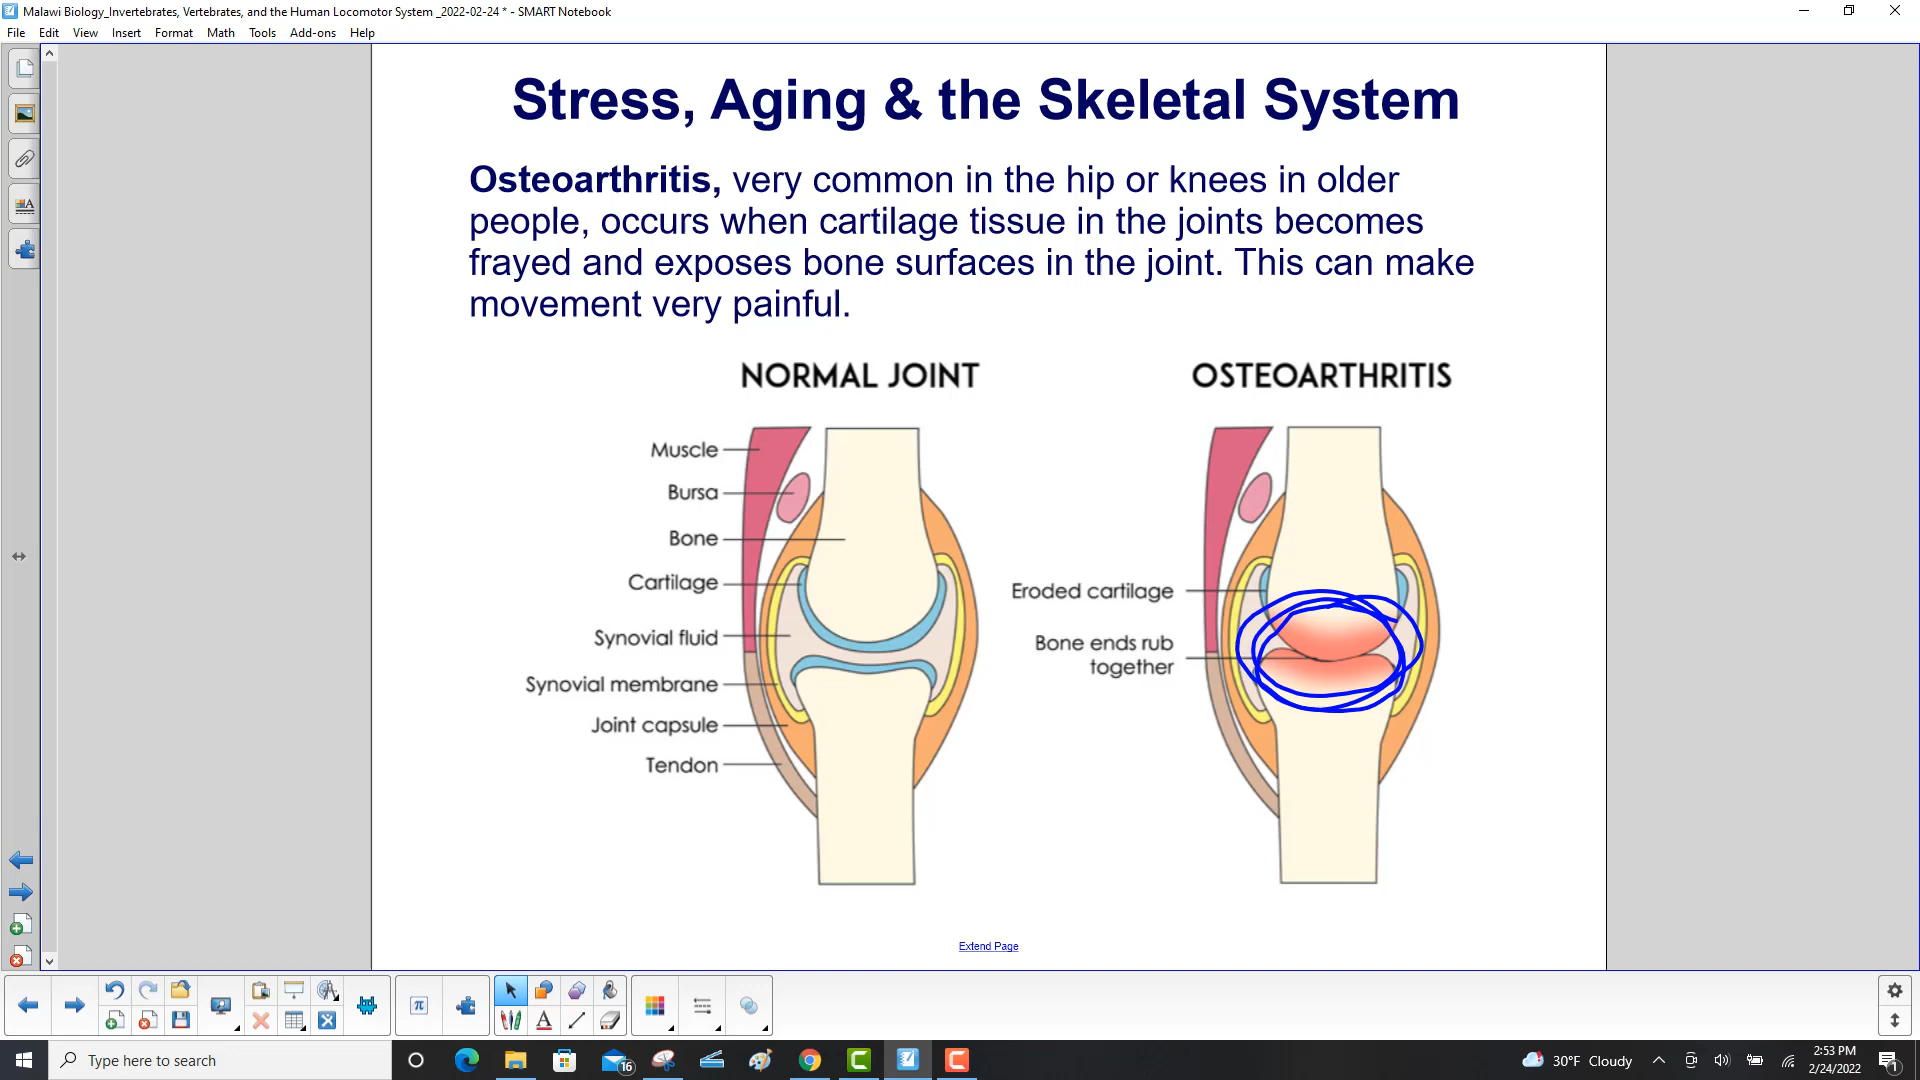 Malawi Biology_Invertebrates, Vertebrates, and the Human Locomotor System _2022-02-24 * - SMART Notebook
File Edit View Insert Format Math Tools Add-ons Help
Stress, Aging & the Skeletal System
Osteoarthritis, very common in the hip or knees in older
people, occurs when cartilage tissue in the joints becomes
frayed and exposes bone surfaces in the joint. This can make
movement very painful.
NORMAL JOINT
Muscle
Bursa
Bone
Cartilage
Synovial fluid
Synovial membrane
Joint capsule
Tendon
OSTEOARTHRITIS
Eroded cartilage
Bone ends rub
together
Extend Page
π
A
Type here to search
16
30°F Cloudy
2:53 PM
2/24/2022
1